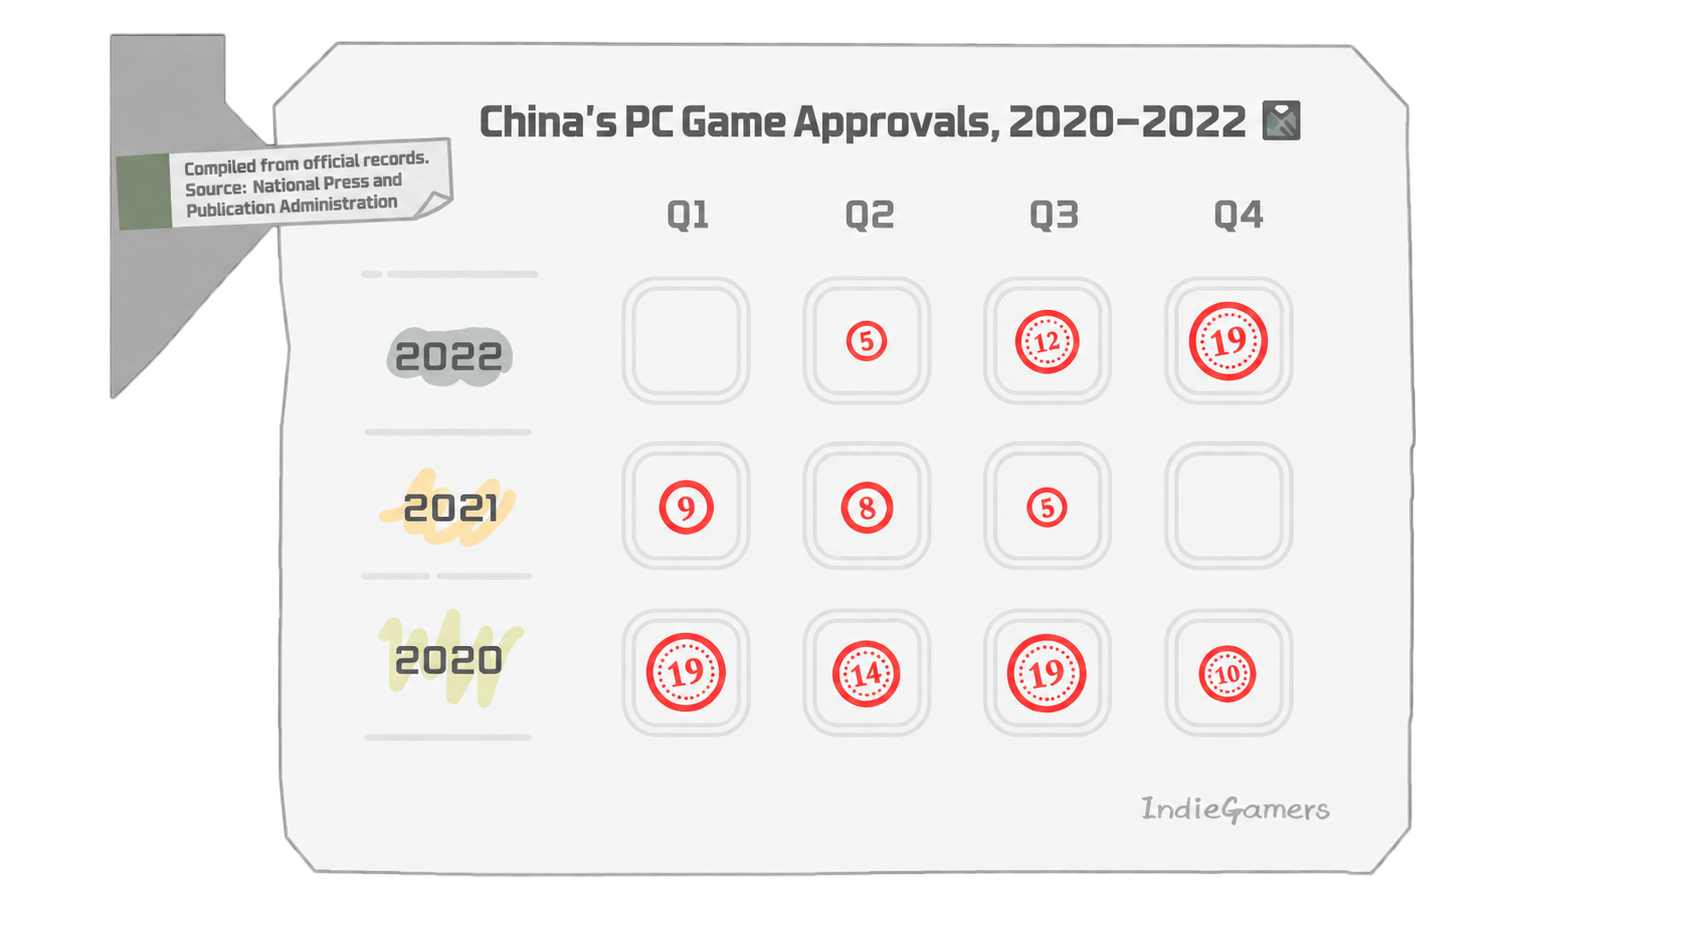 China's PC Game Approvals, 2020–2022
Compiled from official records.
Source: National Press and
Publication Administration
Q1 Q2 Q3 Q4
2022 5 12 19
2021 9 8 5
2020 19 14 19 10
IndieGamers